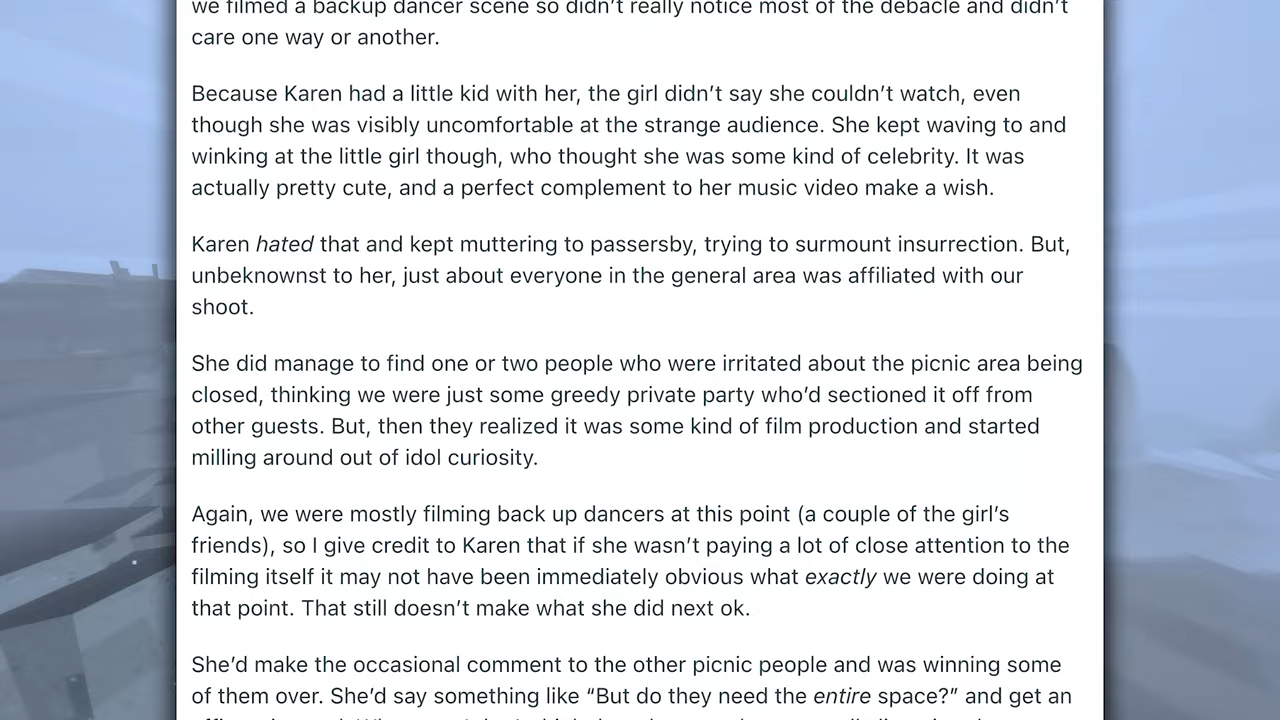 we filmed a backup dancer scene so didn’t really notice most of the debacle and didn’t
care one way or another.
Because Karen had a little kid with her, the girl didn’t say she couldn’t watch, even
though she was visibly uncomfortable at the strange audience. She kept waving to and
winking at the little girl though, who thought she was some kind of celebrity. It was
actually pretty cute, and a perfect complement to her music video make a wish.
Karen hated that and kept muttering to passersby, trying to surmount insurrection. But,
unbeknownst to her, just about everyone in the general area was affiliated with our
shoot.
She did manage to find one or two people who were irritated about the picnic area being
closed, thinking we were just some greedy private party who’d sectioned it off from
other guests. But, then they realized it was some kind of film production and started
milling around out of idol curiosity.
Again, we were mostly filming back up dancers at this point (a couple of the girl’s
friends), so I give credit to Karen that if she wasn’t paying a lot of close attention to the
filming itself it may not have been immediately obvious what exactly we were doing at
that point. That still doesn’t make what she did next ok.
She’d make the occasional comment to the other picnic people and was winning some
of them over. She’d say something like “But do they need the entire space?” and get an